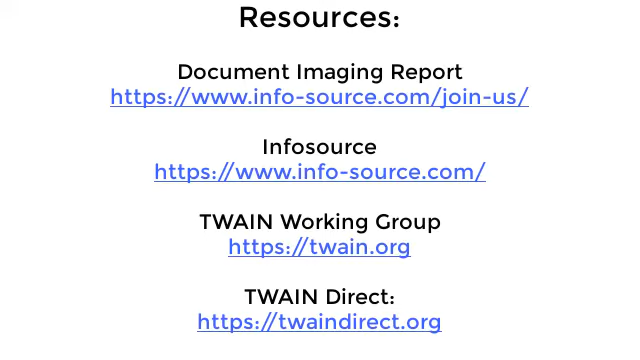 Resources:
Document Imaging Report
https://www.info-source.com/join-us/
Infosource
https://www.info-source.com/
TWAIN Working Group
https://twain.org
TWAIN Direct:
https://twaindirect.org